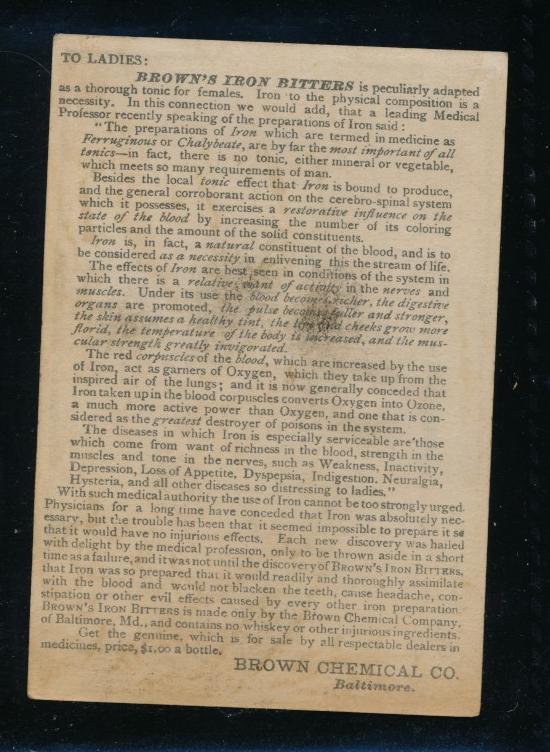 TO LADIES:
BROWN'S IRON BITTERS is peculiarly adapted
as a thorough tonic for females. Iron to the physical composition is a
necessity. In this connection we would add, that a leading Medical
Professor recently speaking of the preparations of Iron said:
"The preparations of Iron which are termed in medicine as
Ferruginous or Chalybeate, are by far the most important of all
tonics—in fact, there is no tonic, either mineral or vegetable,
which meets so many requirements of man.
Besides the local tonic effect that Iron is bound to produce,
and the general corroborant action on the cerebro-spinal system
which it possesses, it exercises a restorative influence on the
state of the blood by increasing the number of its coloring
particles and the amount of the solid constituents.
Iron is, in fact, a natural constituent of the blood, and is to
be considered as a necessity in enlivening this the stream of life.
The effects of Iron are best seen in conditions of the system in
which there is a relative want of activity in the nerves and
muscles. Under its use the blood becomes richer, the digestive
organs are promoted, the pulse becomes fuller and stronger,
the skin assumes a healthy tint, the lips and cheeks grow more
florid, the temperature of the body is increased, and the mus-
cular strength greatly invigorated.
The red corpuscles of the blood, which are increased by the use
of Iron, act as garners of Oxygen, which they take up from the
inspired air of the lungs; and it is now generally conceded that
Iron taken up in the blood corpuscles converts Oxygen into Ozone,
a much more active power than Oxygen, and one that is con-
sidered as the greatest destroyer of poisons in the system.
The diseases in which Iron is especially serviceable are those
which come from want of richness in the blood, strength in the
muscles and tone in the nerves, such as Weakness, Inactivity,
Depression, Loss of Appetite, Dyspepsia, Indigestion, Neuralgia,
Hysteria, and all other diseases so distressing to ladies."
With such medical authority the use of Iron cannot be too strongly urged.
Physicians for a long time have conceded that Iron was absolutely nec-
essary, but the trouble has been that it seemed impossible to prepare it so
that it would have no injurious effects. Each new discovery was hailed
with delight by the medical profession, only to be thrown aside in a short
time as a failure, and it was not until the discovery of BROWN'S IRON BITTERS,
that Iron was so prepared that it would readily and thoroughly assimilate
with the blood and would not blacken the teeth, cause headache, con-
stipation or other evil effects caused by every other iron preparation.
BROWN'S IRON BITTERS is made only by the Brown Chemical Company,
of Baltimore, Md., and contains no whiskey or other injurious ingredients.
Get the genuine, which is for sale by all respectable dealers in
medicines, price, $1.00 a bottle.
BROWN CHEMICAL CO.
Baltimore.